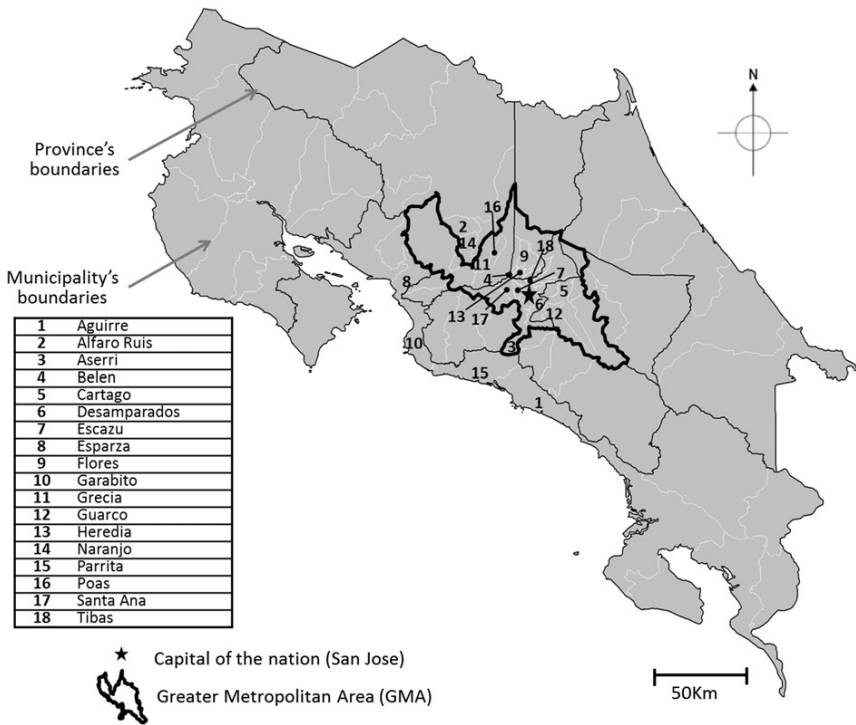 N
Province's
boundaries
Municipality's
boundaries
16
2
14
11
9
18
4
7
5
8
6
13
17
12
10
3
15
1
1 Aguirre
2 Alfaro Ruis
3 Aserri
4 Belen
5 Cartago
6 Desamparados
7 Escazu
8 Esparza
9 Flores
10 Garabito
11 Grecia
12 Guarco
13 Heredia
14 Naranjo
15 Parrita
16 Poas
17 Santa Ana
18 Tibas
Capital of the nation (San Jose)
Greater Metropolitan Area (GMA)
50Km